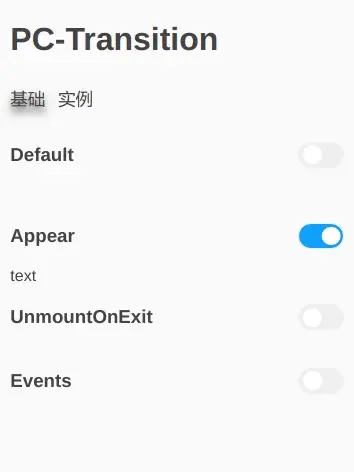 PC-Transition
基础 实例
Default
Appear
text
UnmountOnExit
Events